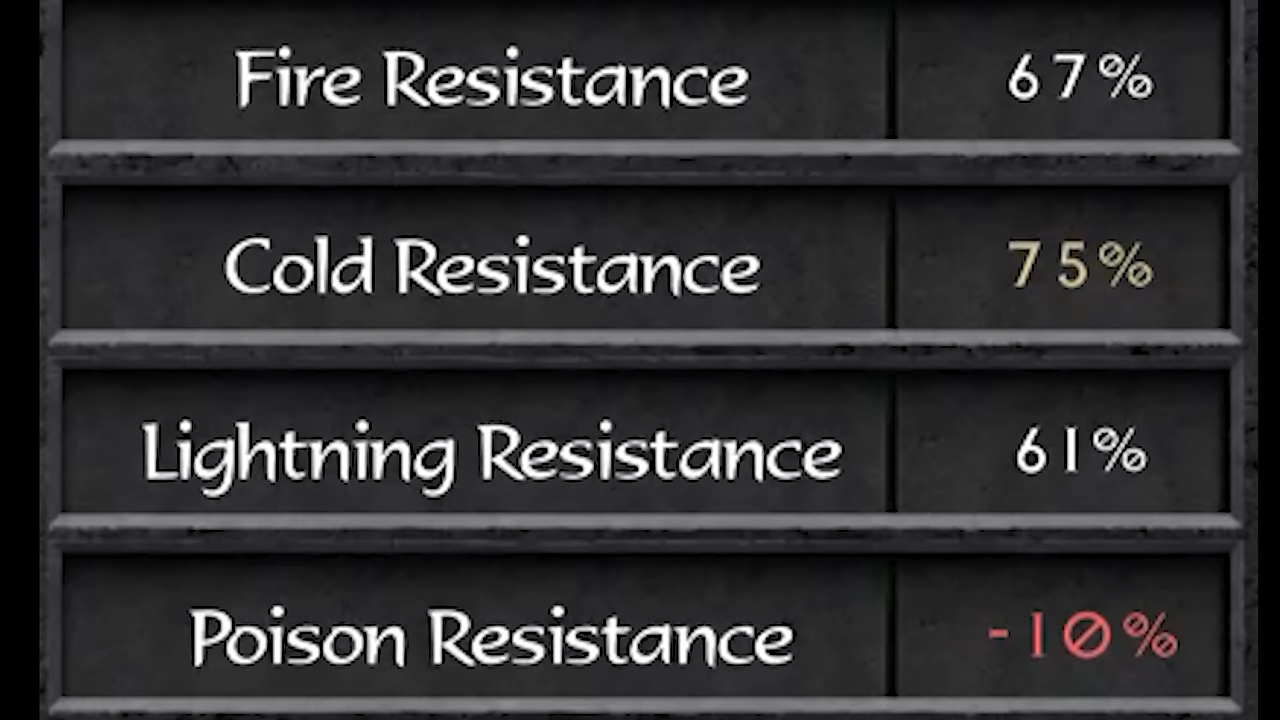 Fire Resistance 67%
Cold Resistance 75%
Lightning Resistance 61%
Poison Resistance -10%